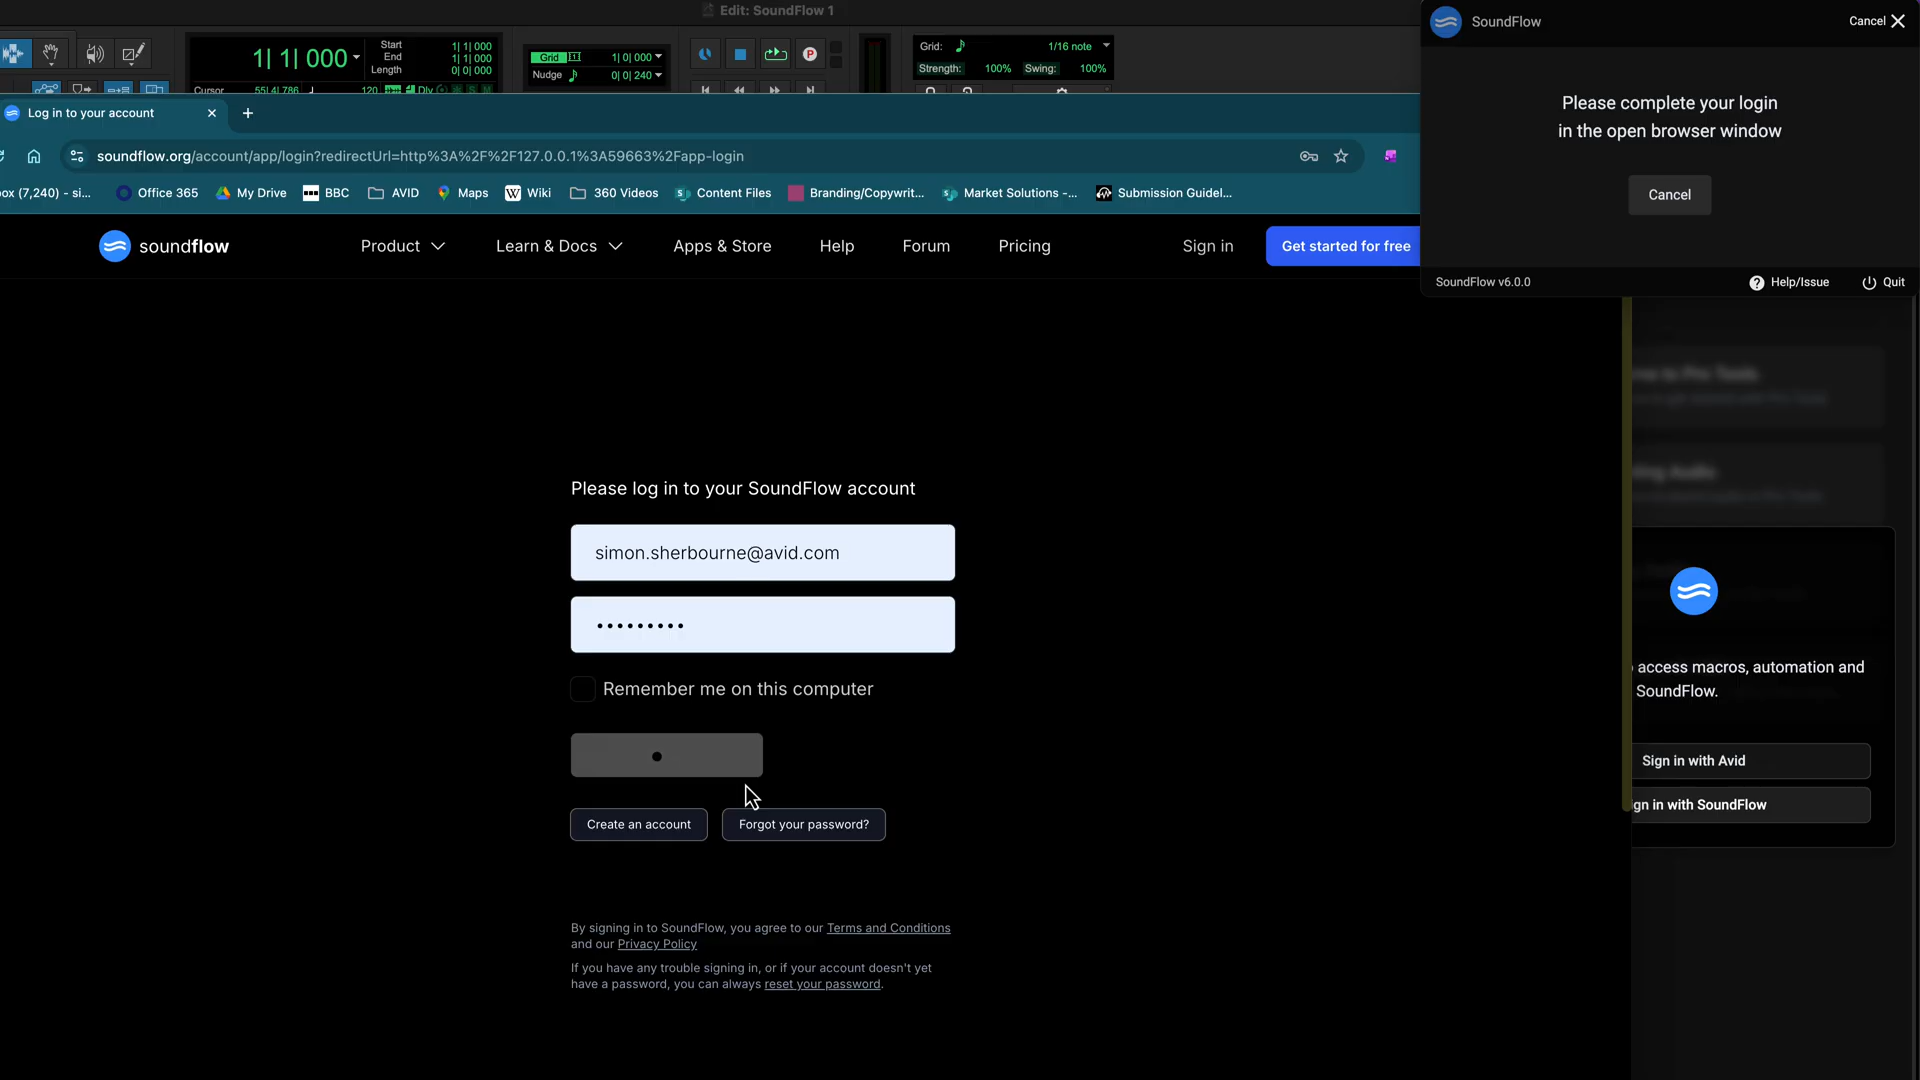 Edit: SoundFlow 1
1| 1| 000
Start 1| 1| 000
End 1| 1| 000
Length 0| 0| 000
Cursor 55| 4| 786
120
Dly
S M
Grid 1| 0| 000
Nudge 0| 0| 240
P
Grid: 1/16 note
Strength: 100% Swing: 100%
SoundFlow
Cancel
Please complete your login
in the open browser window
Cancel
SoundFlow v6.0.0
Help/Issue
Quit
Log in to your account
soundflow.org/account/app/login?redirectUrl=http%3A%2F%2F127.0.0.1%3A59663%2Fapp-login
ox (7,240) - si...
Office 365
My Drive
BBC
AVID
Maps
Wiki
360 Videos
Content Files
Branding/Copywrit...
Market Solutions -...
Submission Guidel...
soundflow
Product
Learn & Docs
Apps & Store
Help
Forum
Pricing
Sign in
Get started for free
Please log in to your SoundFlow account
simon.sherbourne@avid.com
•••••••••
Remember me on this computer
Create an account
Forgot your password?
By signing in to SoundFlow, you agree to our Terms and Conditions
and our Privacy Policy
If you have any trouble signing in, or if your account doesn't yet
have a password, you can always reset your password.
access macros, automation and
SoundFlow.
Sign in with Avid
gn in with SoundFlow